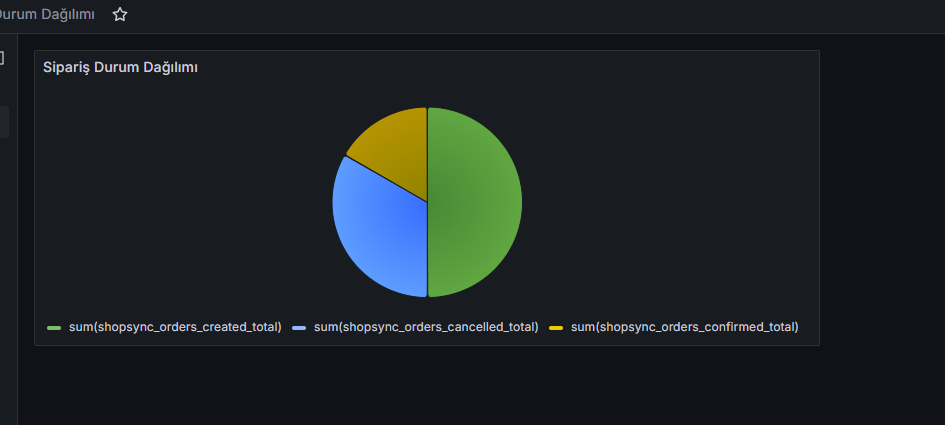 Durum Dağılımı
Sipariş Durum Dağılımı
sum(shopsync_orders_created_total) sum(shopsync_orders_cancelled_total) sum(shopsync_orders_confirmed_total)